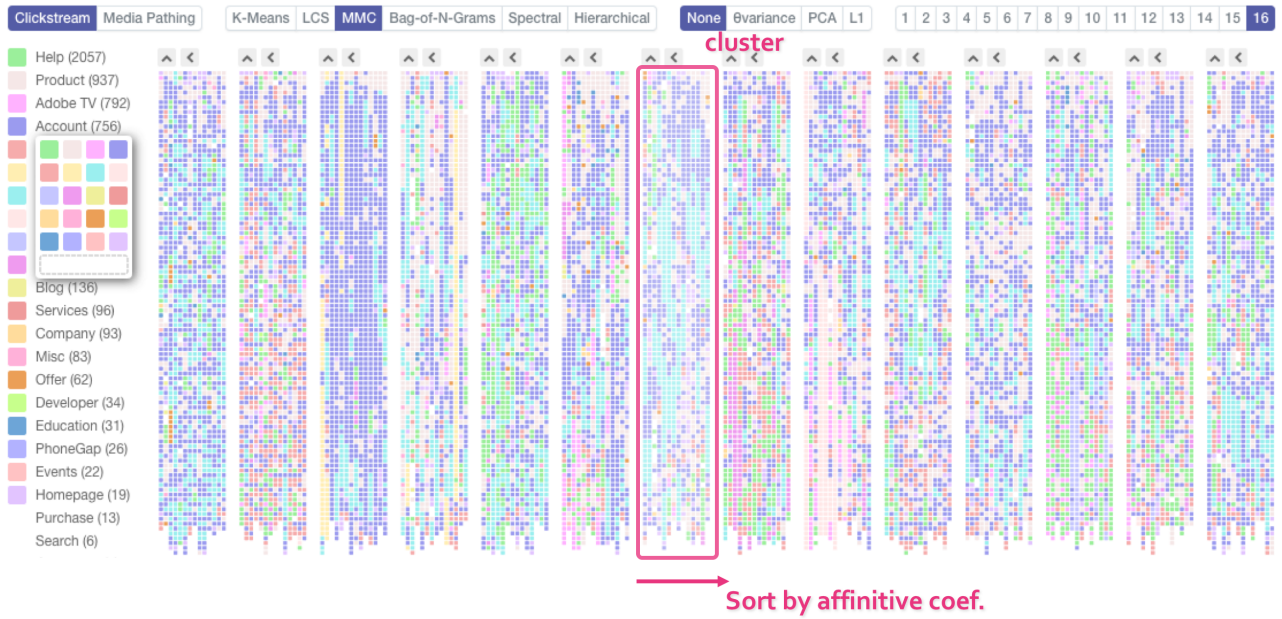 Clickstream Media Pathing K-Means LCS MMC Bag-of-N-Grams Spectral Hierarchical None θvariance PCA L1 1 2 3 4 5 6 7 8 9 10 11 12 13 14 15 16
cluster
Help (2057)
Product (937)
Adobe TV (792)
Account (756)
Blog (136)
Services (96)
Company (93)
Misc (83)
Offer (62)
Developer (34)
Education (31)
PhoneGap (26)
Events (22)
Homepage (19)
Purchase (13)
Search (6)
Sort by affinitive coef.